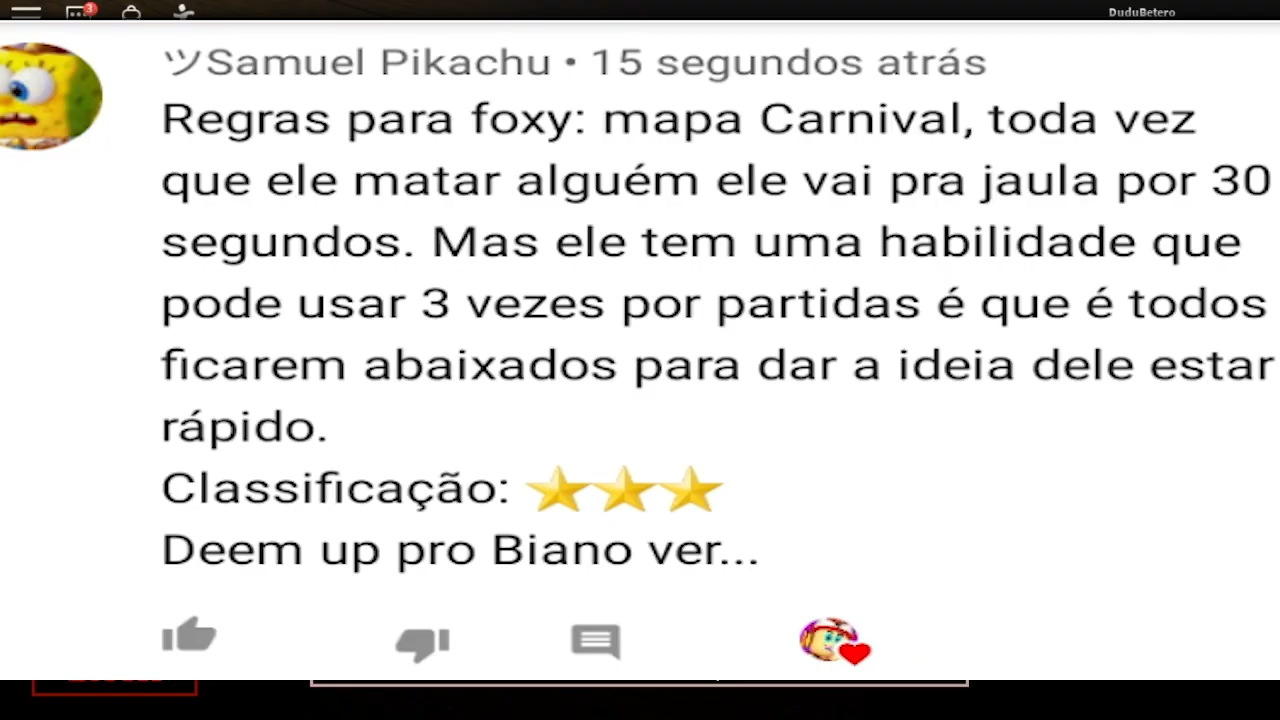 3
DuduBetero
ツSamuel Pikachu • 15 segundos atrás
Regras para foxy: mapa Carnival, toda vez
que ele matar alguém ele vai pra jaula por 30
segundos. Mas ele tem uma habilidade que
pode usar 3 vezes por partidas é que é todos
ficarem abaixados para dar a ideia dele estar
rápido.
Classificação: ⭐⭐⭐
Deem up pro Biano ver...